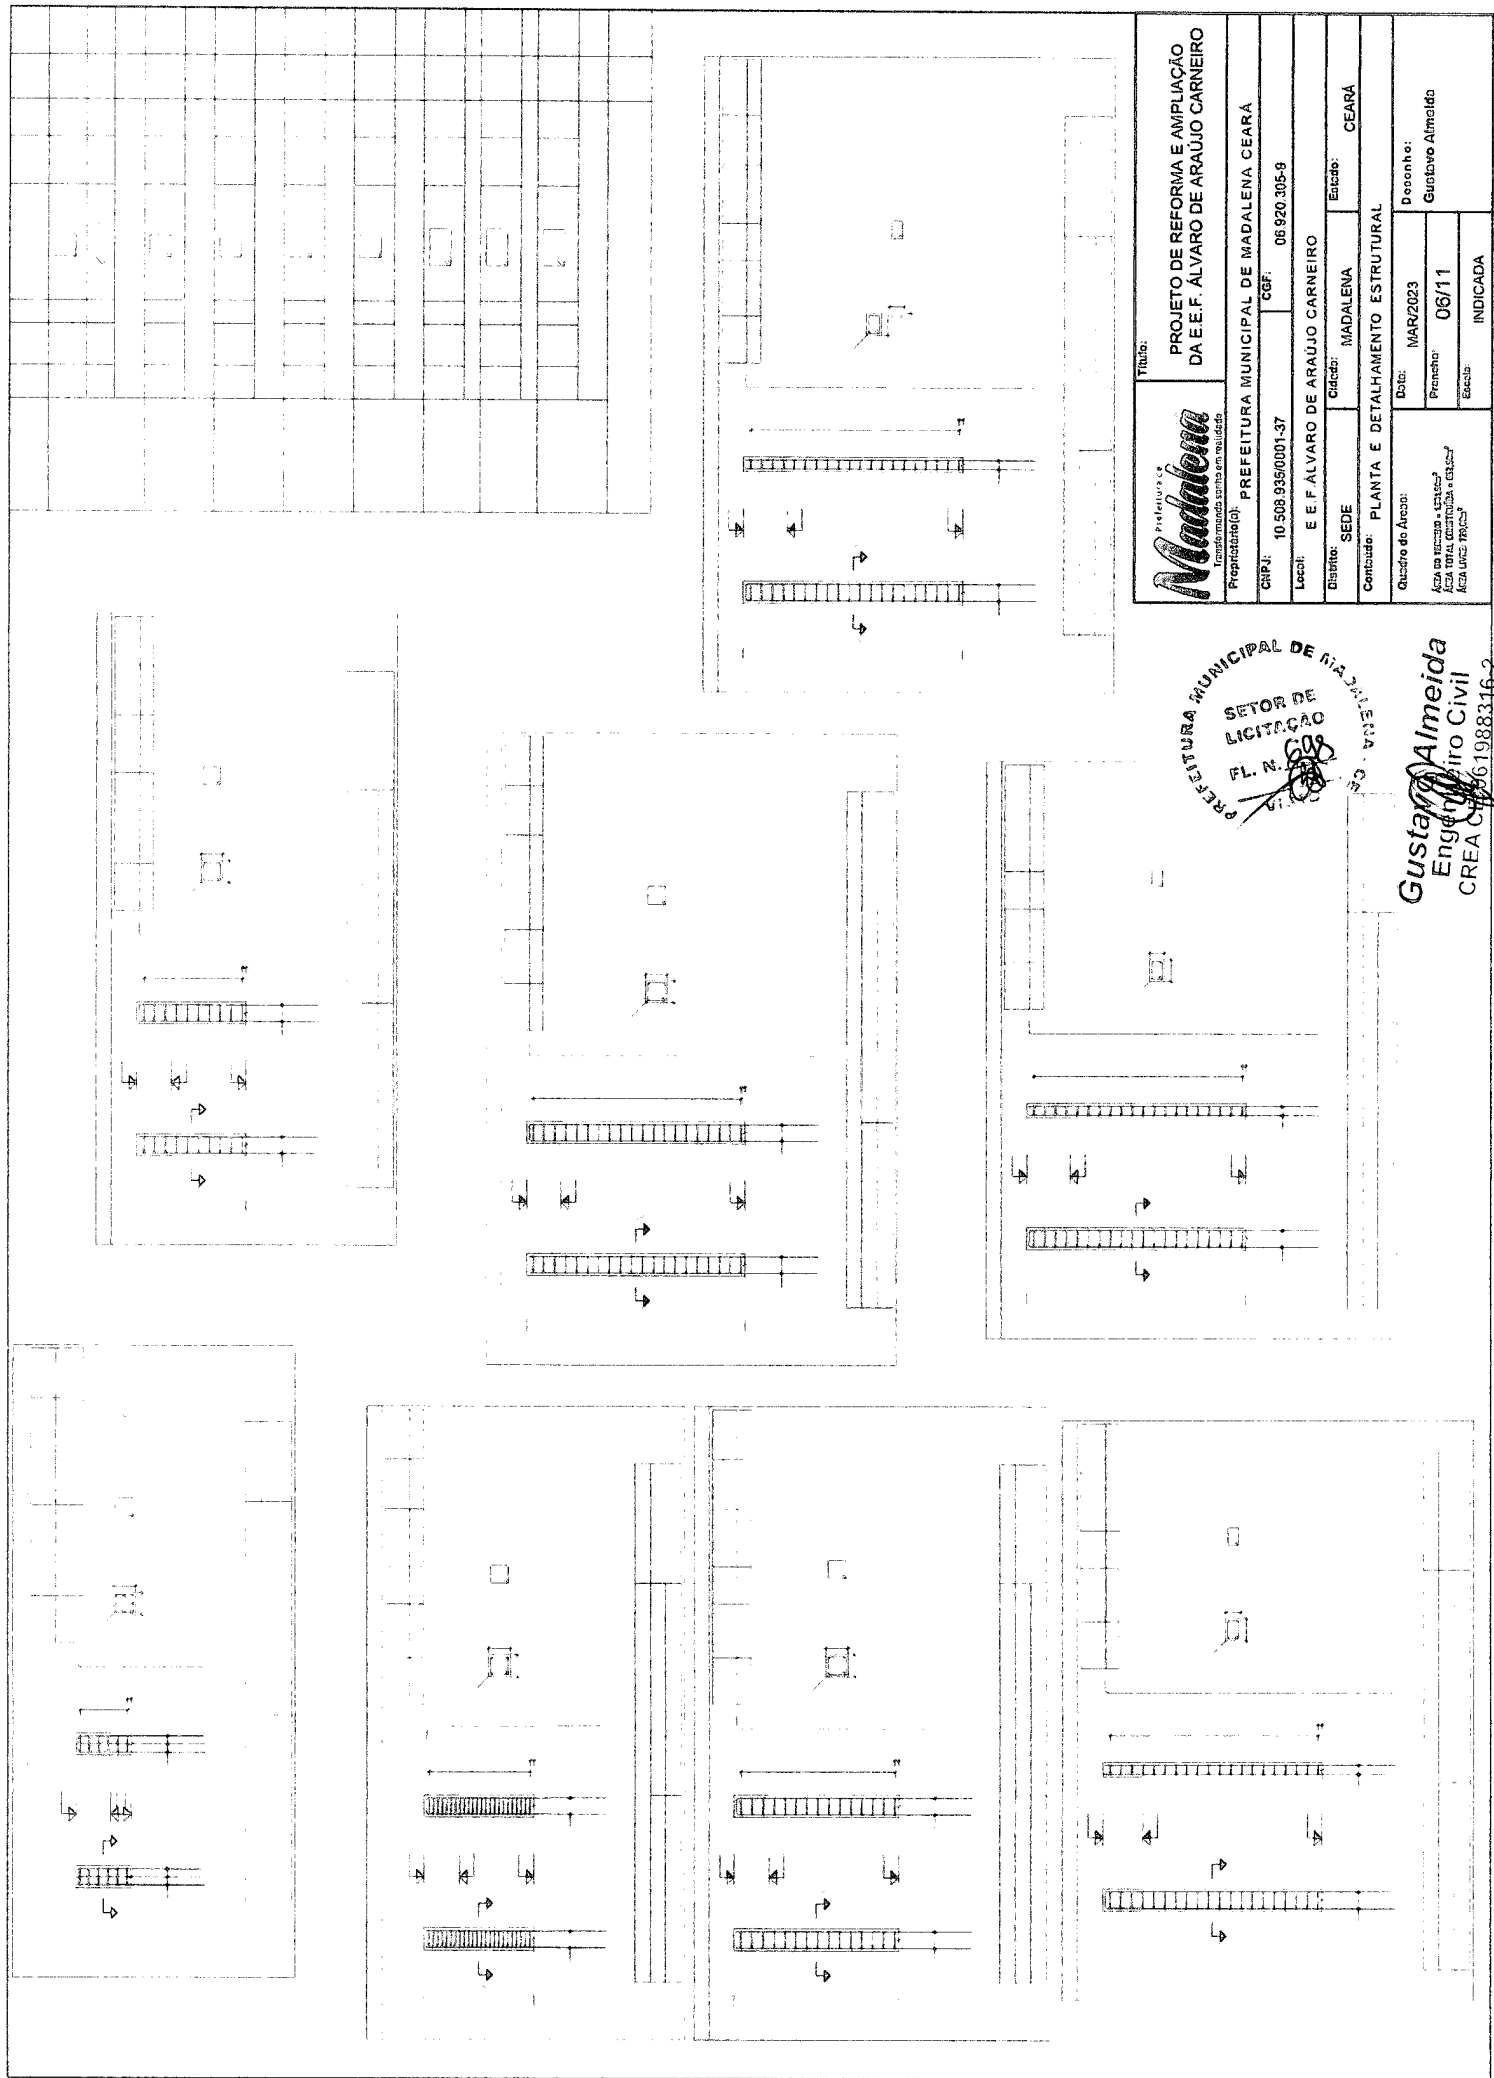 Prefeitura de
Madalena
Transformando sonho em realidade
Título:
PROJETO DE REFORMA E AMPLIAÇÃO
DA E.E.F. ÁLVARO DE ARAÚJO CARNEIRO
Proprietário(a): PREFEITURA MUNICIPAL DE MADALENA CEARÁ
CNPJ: 10.508.935/0001-37
CGF: 06.920.305-9
Local: E.E.F. ÁLVARO DE ARAÚJO CARNEIRO
Distrito: SEDE
Cidade: MADALENA
Estado: CEARÁ
Conteúdo: PLANTA E DETALHAMENTO ESTRUTURAL
Quadro de Áreas:
Data: MAR/2023
Desenho: Gustavo Almeida
Prancha: 06/11
Escala: INDICADA
PREFEITURA MUNICIPAL DE MADALENA - CE
SETOR DE
LICITAÇÃO
FL. N. 698
Gustavo Almeida
Engenheiro Civil